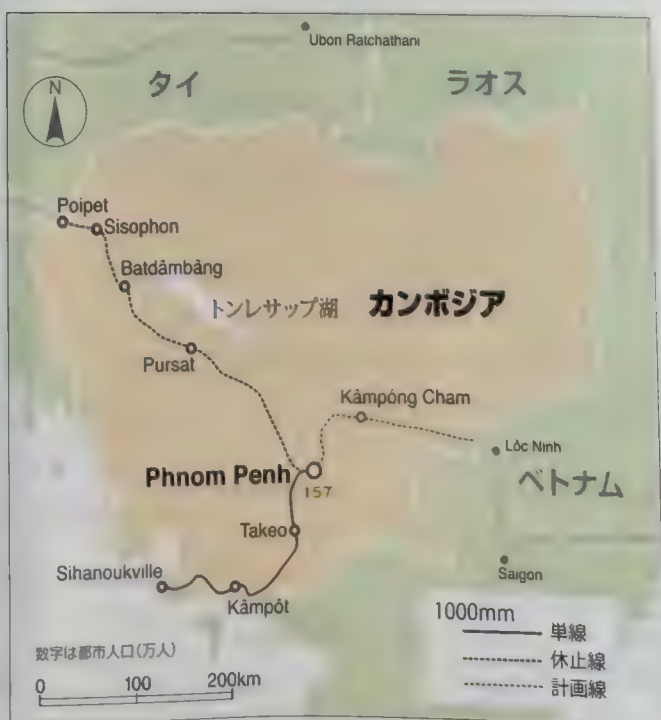 Ubon Ratchathani
タイ
ラオス
N
Poipet
Sisophon
Batdâmbâng
トンレサップ湖
カンボジア
Pursat
Kâmpóng Cham
Lôc Ninh
Phnom Penh
157
ベトナム
Takeo
Sihanoukville
Kâmpôt
Saigon
1000mm
単線
休止線
計画線
数字は都市人口(万人)
0 100 200km